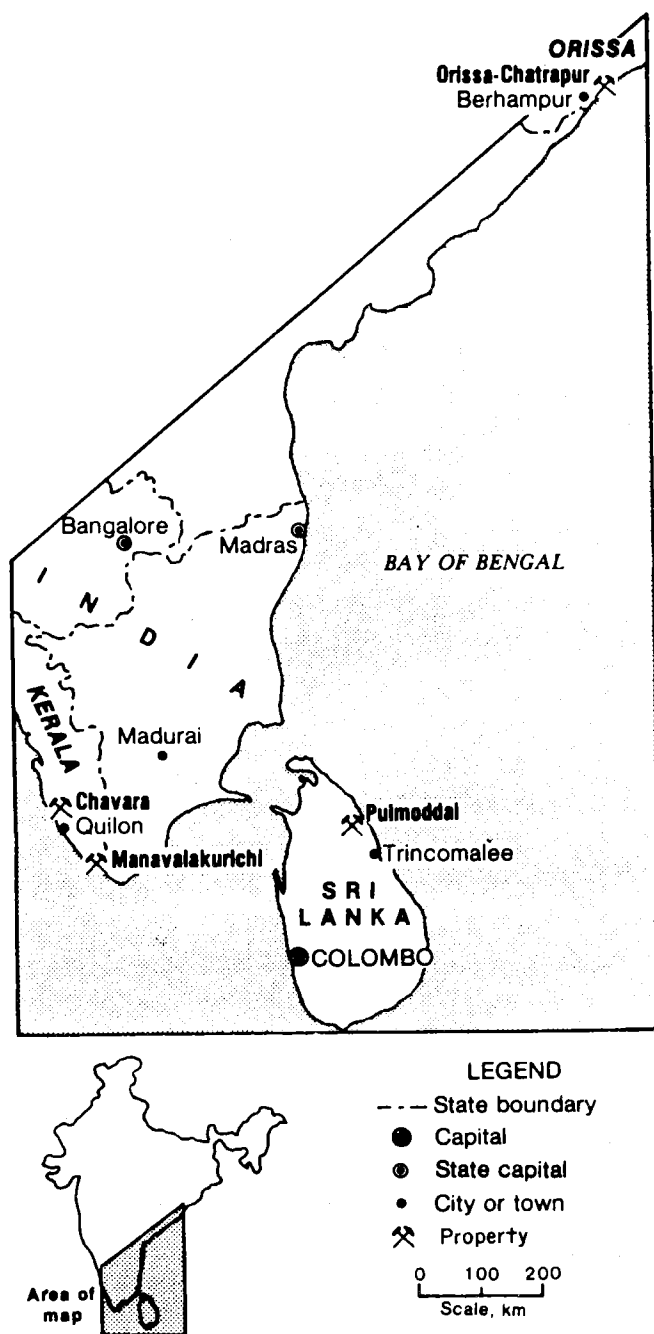 ORISSA
Orissa-Chatrapur
Berhampur
Bangalore
Madras
BAY OF BENGAL
INDIA
KERALA
Madurai
Chavara
Quilon
Manavalakurichi
Pulmoddai
Trincomalee
SRI
LANKA
COLOMBO
LEGEND
State boundary
Capital
State capital
City or town
Property
0 100 200
Scale, km
Area of
map